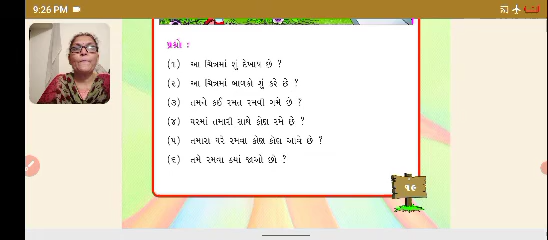 9:26 PM
પ્રશ્નો :
(૧) આ ચિત્રમાં શું દેખાય છે ?
(૨) આ ચિત્રમાં બાળકો શું કરે છે ?
(૩) તમને કઈ રમત રમવી ગમે છે ?
(૪) ઘરમાં તમારી સાથે કોણ રમે છે ?
(૫) તમારા ઘરે રમવા કોણ કોણ આવે છે ?
(૬) તમે રમવા ક્યાં જાઓ છો ?
૧૯